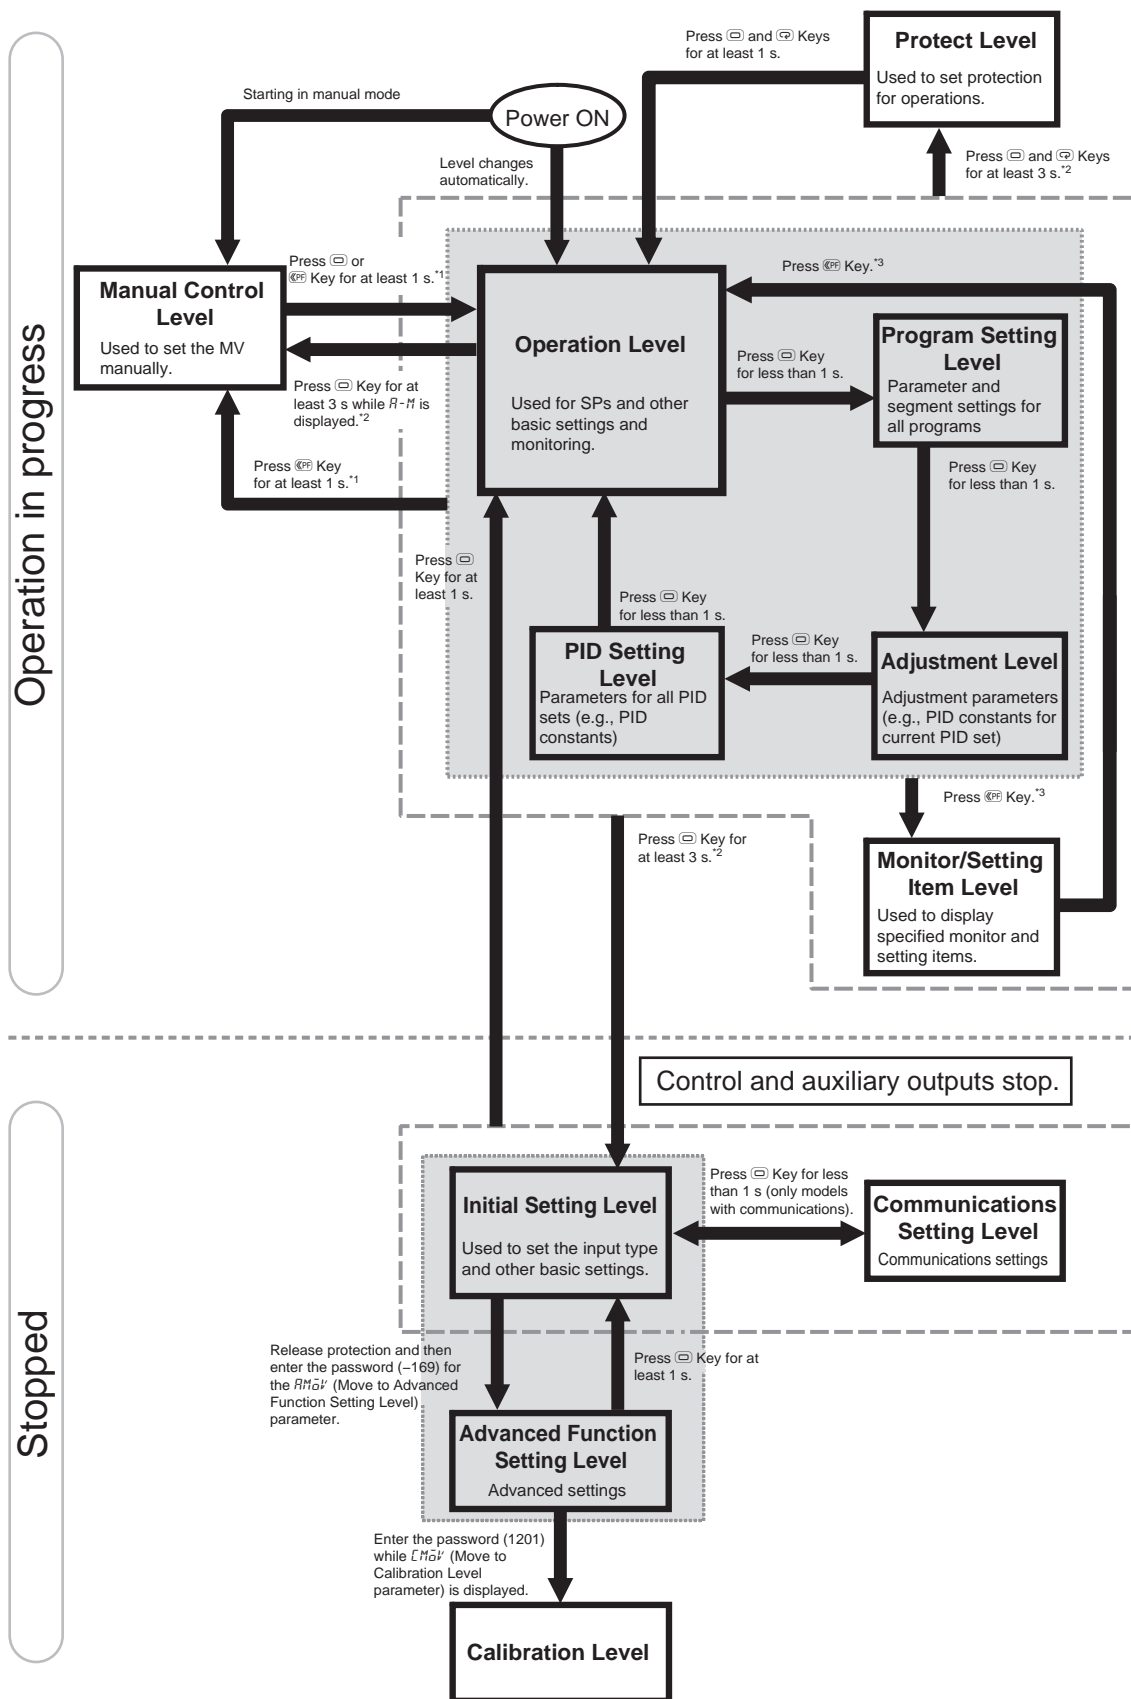 Operation in progress
Press and Keys
for at least 1 s.
Protect Level
Used to set protection
for operations.
Starting in manual mode
Power ON
Level changes
automatically.
Press and Keys
for at least 3 s.*2
Press or
PF Key for at least 1 s.*1
Press PF Key.*3
Manual Control
Level
Used to set the MV
manually.
Operation Level
Used for SPs and other
basic settings and
monitoring.
Press Key
for less than 1 s.
Program Setting
Level
Parameter and
segment settings for
all programs
Press Key for at
least 3 s while A-M is
displayed.*2
Press PF Key
for at least 1 s.*1
Press Key
for less than 1 s.
Press
Key for at
least 1 s.
Press Key
for less than 1 s.
Press Key
for less than 1 s.
PID Setting
Level
Parameters for all PID
sets (e.g., PID
constants)
Adjustment Level
Adjustment parameters
(e.g., PID constants for
current PID set)
Press PF Key.*3
Press Key for
at least 3 s.*2
Monitor/Setting
Item Level
Used to display
specified monitor and
setting items.
Control and auxiliary outputs stop.
Stopped
Initial Setting Level
Used to set the input type
and other basic settings.
Press Key for less
than 1 s (only models
with communications).
Communications
Setting Level
Communications settings
Release protection and then
enter the password (–169) for
the AMoV (Move to Advanced
Function Setting Level)
parameter.
Press Key for at
least 1 s.
Advanced Function
Setting Level
Advanced settings
Enter the password (1201)
while CMoV (Move to
Calibration Level
parameter) is displayed.
Calibration Level